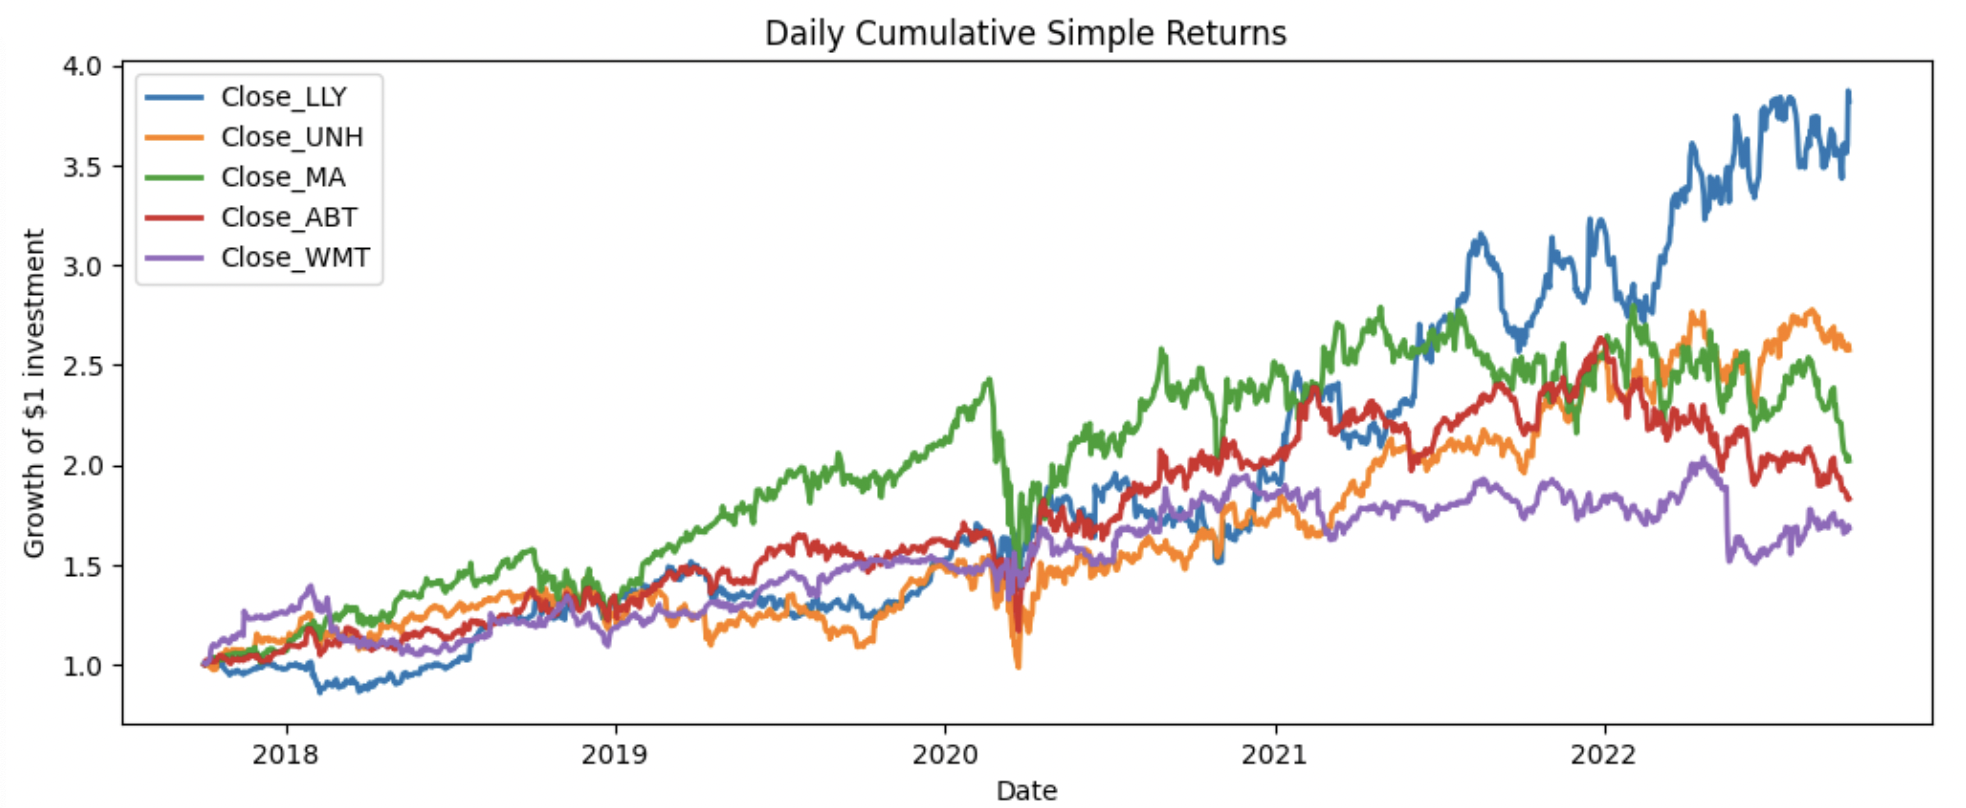 Daily Cumulative Simple Returns
4.0
3.5
3.0
2.5
2.0
1.5
1.0
Growth of $1 investment
Close_LLY
Close_UNH
Close_MA
Close_ABT
Close_WMT
2018 2019 2020 2021 2022
Date